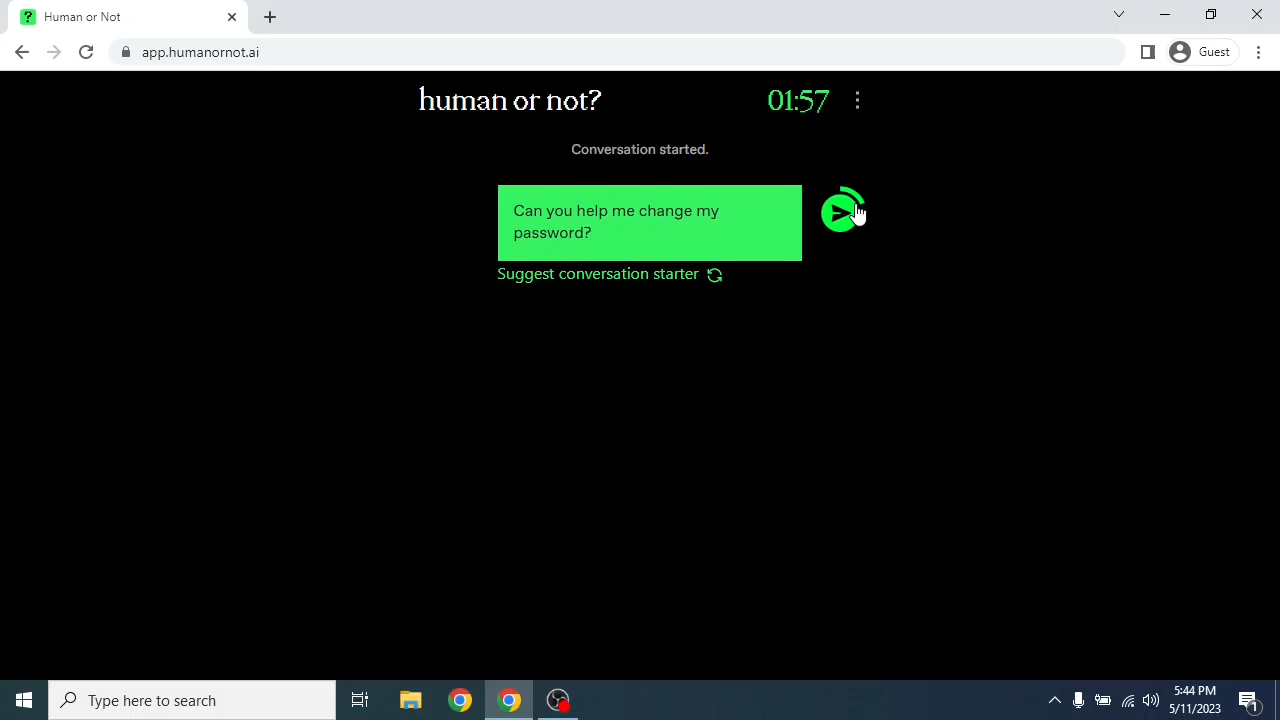 Human or Not
app.humanornot.ai
Guest
human or not?
01:57
Conversation started.
Can you help me change my
password?
Suggest conversation starter
Type here to search
5:44 PM
5/11/2023
1